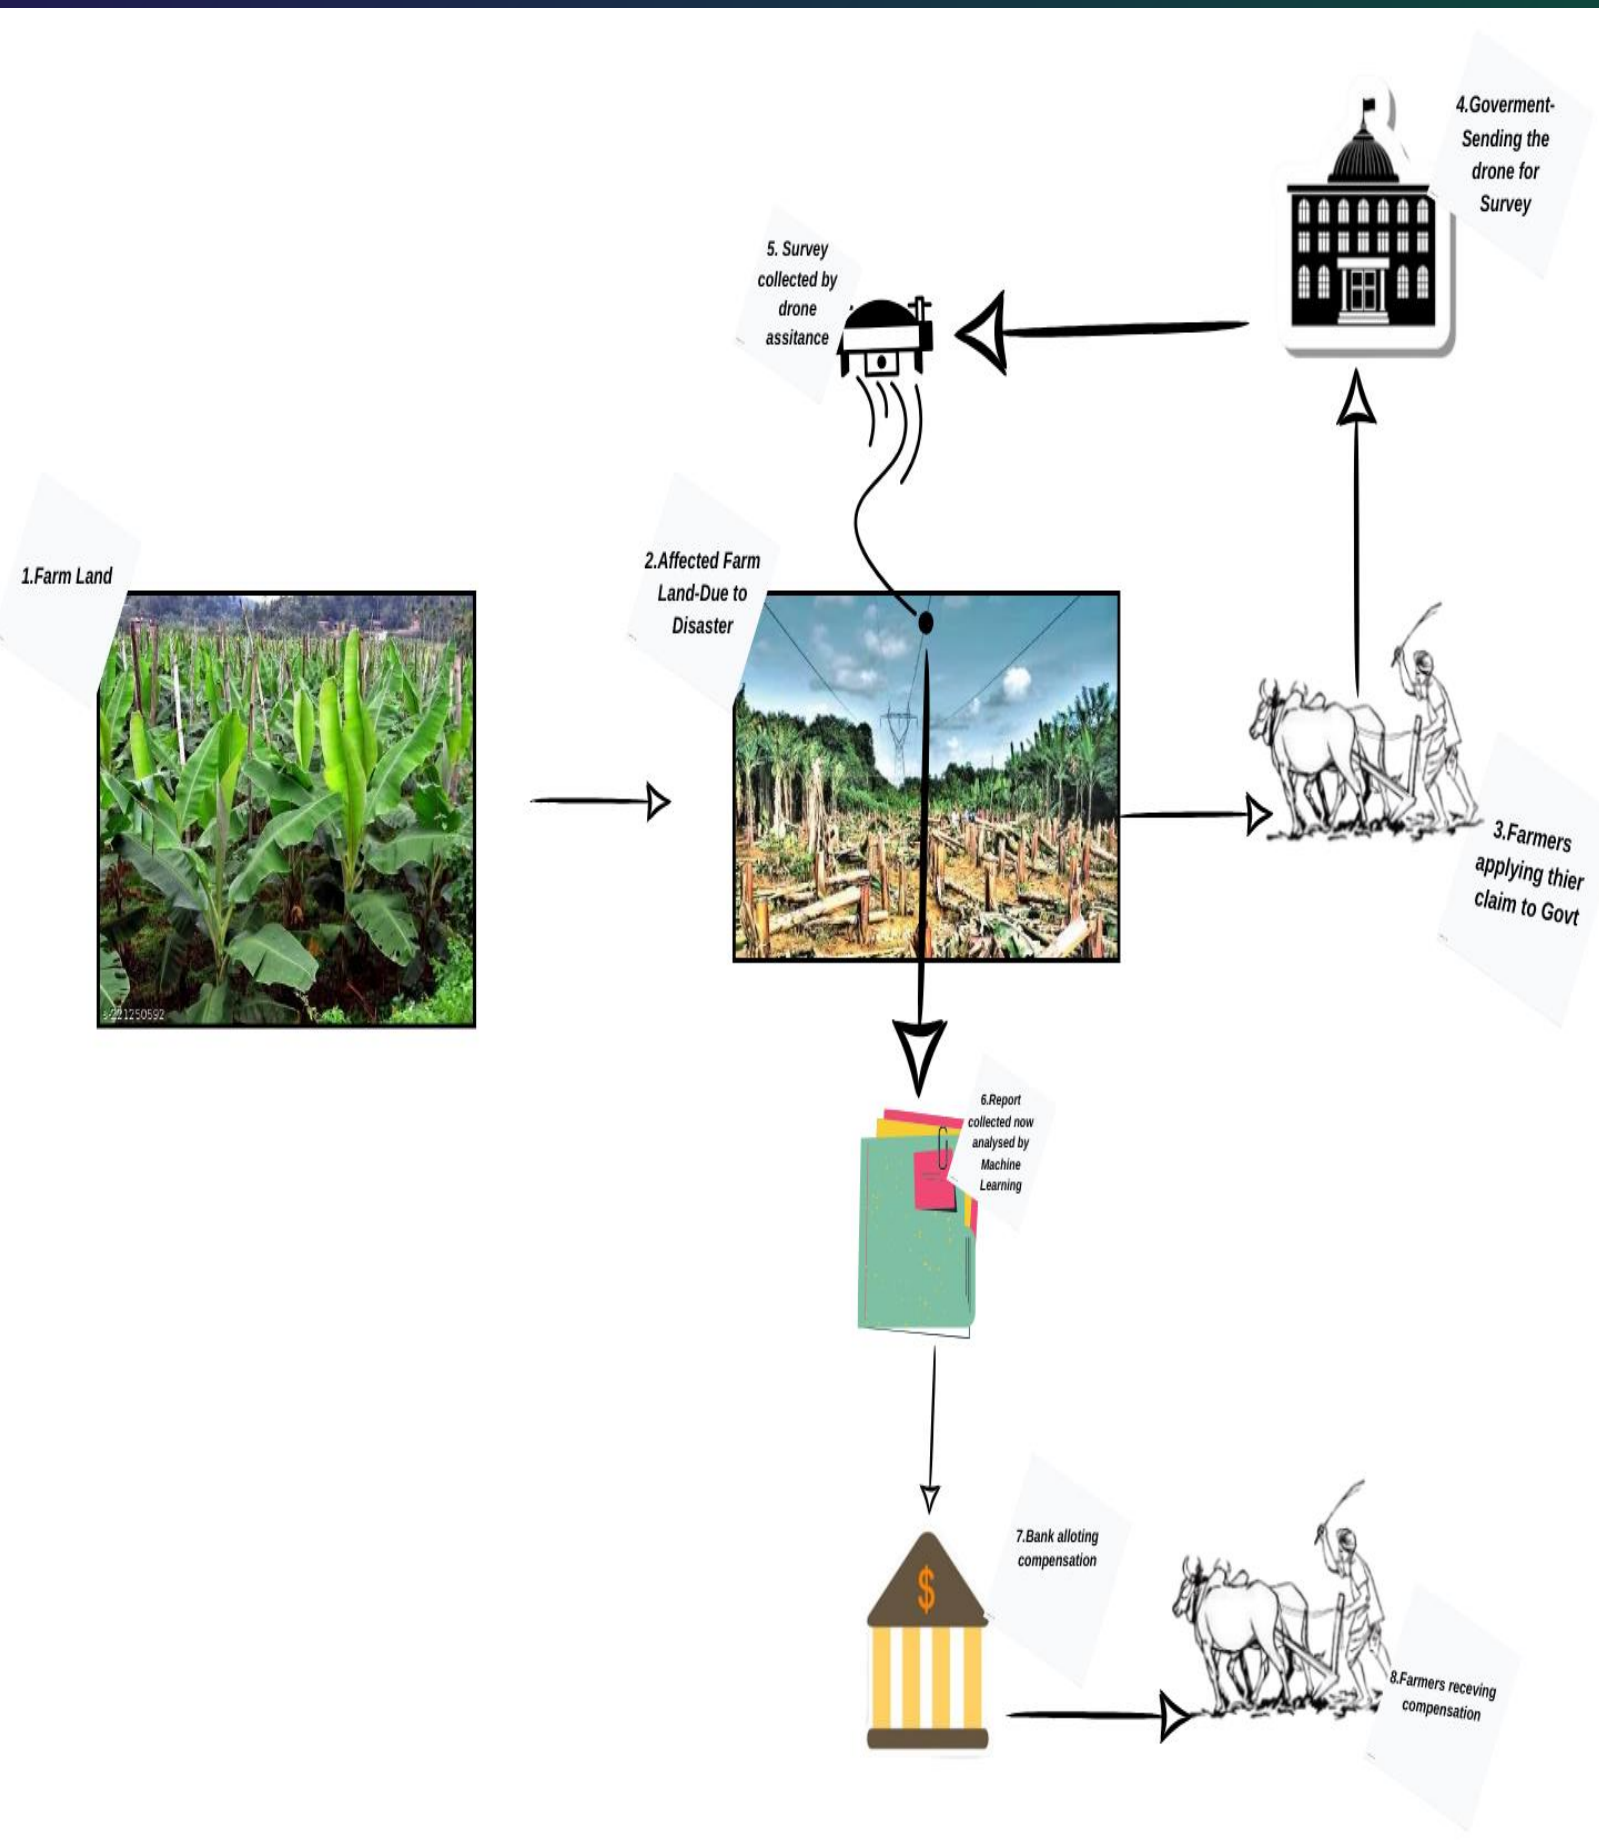 1.Farm Land
2.Affected Farm
Land-Due to
Disaster
3.Farmers
applying thier
claim to Govt
4.Goverment-
Sending the
drone for
Survey
5. Survey
collected by
drone
assitance
6.Report
collected now
analysed by
Machine
Learning
7.Bank alloting
compensation
$
8.Farmers receving
compensation